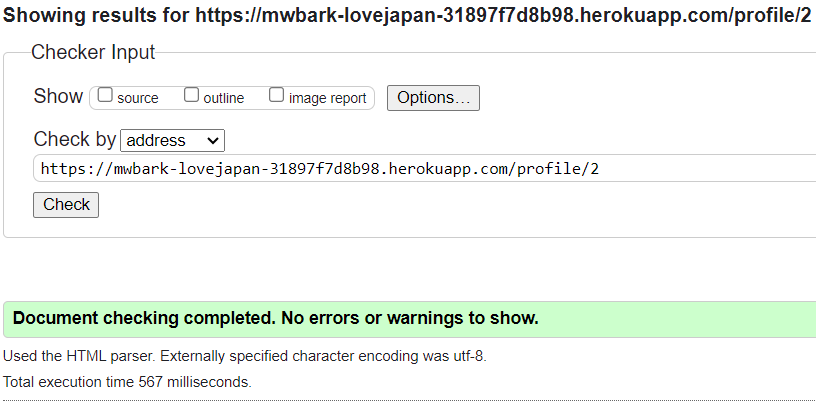 Showing results for https://mwbark-lovejapan-31897f7d8b98.herokuapp.com/profile/2
Checker Input
Show source outline image report Options...
Check by address
https://mwbark-lovejapan-31897f7d8b98.herokuapp.com/profile/2
Check
Document checking completed. No errors or warnings to show.
Used the HTML parser. Externally specified character encoding was utf-8.
Total execution time 567 milliseconds.